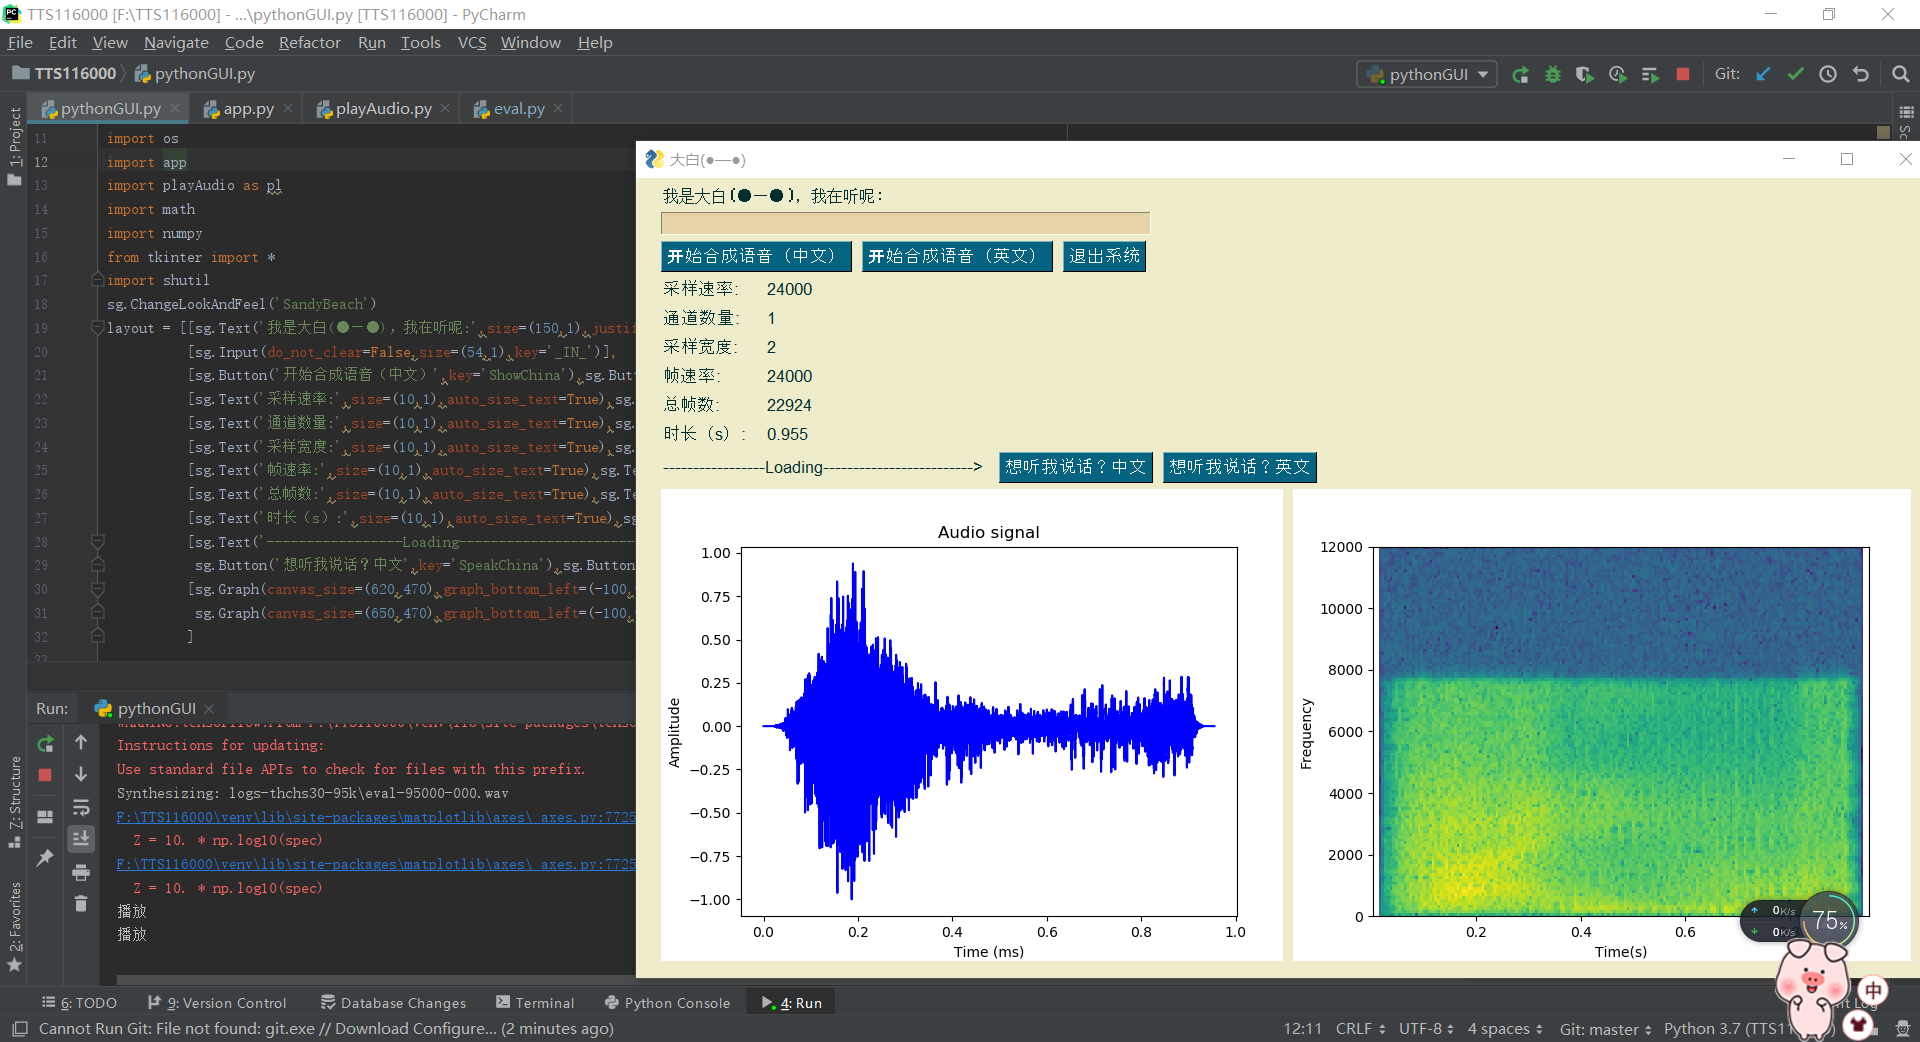 TTS116000 [F:\TTS116000] - ...\pythonGUI.py [TTS116000] - PyCharm
File Edit View Navigate Code Refactor Run Tools VCS Window Help
TTS116000 pythonGUI.py
pythonGUI Git:
pythonGUI.py app.py playAudio.py eval.py
1: Project
11 import os
12 import app
13 import playAudio as pl
14 import math
15 import numpy
16 from tkinter import *
17 import shutil
18 sg.ChangeLookAndFeel('SandyBeach')
19 layout = [[sg.Text('我是大白(●—●), 我在听呢:',size=(150,1),justif
20 [sg.Input(do_not_clear=False,size=(54,1),key='_IN_')],
21 [sg.Button('开始合成语音（中文）',key='ShowChina'),sg.But
22 [sg.Text('采样速率:',size=(10,1),auto_size_text=True),sg.
23 [sg.Text('通道数量:',size=(10,1),auto_size_text=True),sg.
24 [sg.Text('采样宽度:',size=(10,1),auto_size_text=True),sg.
25 [sg.Text('帧速率:',size=(10,1),auto_size_text=True),sg.Te
26 [sg.Text('总帧数:',size=(10,1),auto_size_text=True),sg.Te
27 [sg.Text('时长（s）:',size=(10,1),auto_size_text=True),sg
28 [sg.Text('-----------------Loading----------------------
29 sg.Button('想听我说话？中文',key='SpeakChina'),sg.Button
30 [sg.Graph(canvas_size=(620,470),graph_bottom_left=(-100,
31 sg.Graph(canvas_size=(650,470),graph_bottom_left=(-100,
32 ]
33
大白(●—●)
我是大白(●—●), 我在听呢：
开始合成语音（中文） 开始合成语音（英文） 退出系统
采样速率: 24000
通道数量: 1
采样宽度: 2
帧速率: 24000
总帧数: 22924
时长（s）: 0.955
-----------------Loading-------------------------> 想听我说话？中文 想听我说话？英文
Audio signal
1.00
0.75
0.50
0.25
0.00
−0.25
−0.50
−0.75
−1.00
Amplitude
0.0 0.2 0.4 0.6 0.8 1.0
Time (ms)
12000
10000
8000
6000
4000
2000
0
Frequency
0.2 0.4 0.6
Time(s)
0K/s
0K/s
75%
中
Run: pythonGUI
Instructions for updating:
Use standard file APIs to check for files with this prefix.
Synthesizing: logs-thchs30-95k\eval-95000-000.wav
F:\TTS116000\venv\lib\site-packages\matplotlib\axes\_axes.py:7725
Z = 10. * np.log10(spec)
F:\TTS116000\venv\lib\site-packages\matplotlib\axes\_axes.py:7725
Z = 10. * np.log10(spec)
播放
播放
Z: Structure
2: Favorites
6: TODO 9: Version Control Database Changes Terminal Python Console 4: Run
Cannot Run Git: File not found: git.exe // Download Configure... (2 minutes ago)
12:11 CRLF UTF-8 4 spaces Git: master Python 3.7 (TTS11